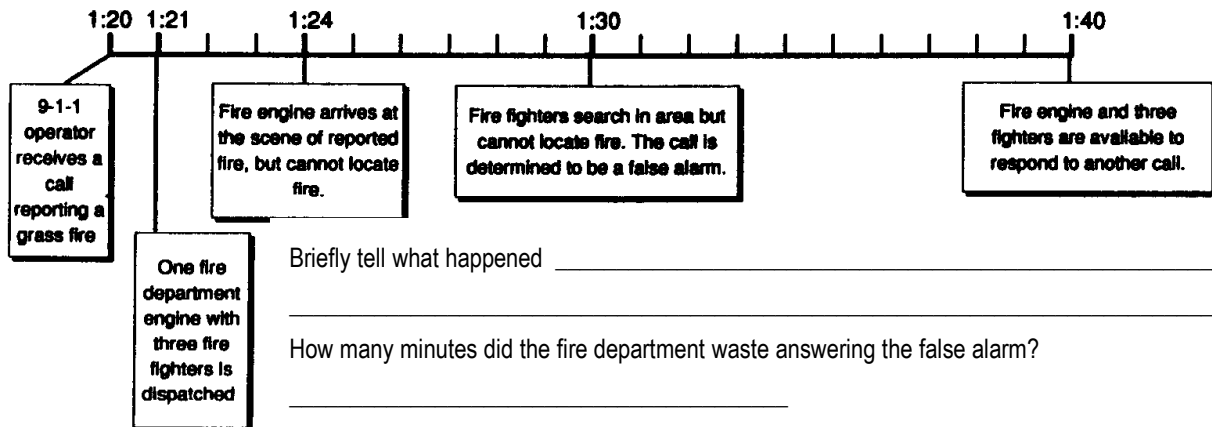 1:20 1:21 1:24 1:30 1:40
9-1-1
operator
receives a
call
reporting a
grass fire
One fire
department
engine with
three fire
fighters is
dispatched
Fire engine arrives at
the scene of reported
fire, but cannot locate
fire.
Fire fighters search in area but
cannot locate fire. The call is
determined to be a false alarm.
Fire engine and three
fighters are available to
respond to another call.
Briefly tell what happened
How many minutes did the fire department waste answering the false alarm?